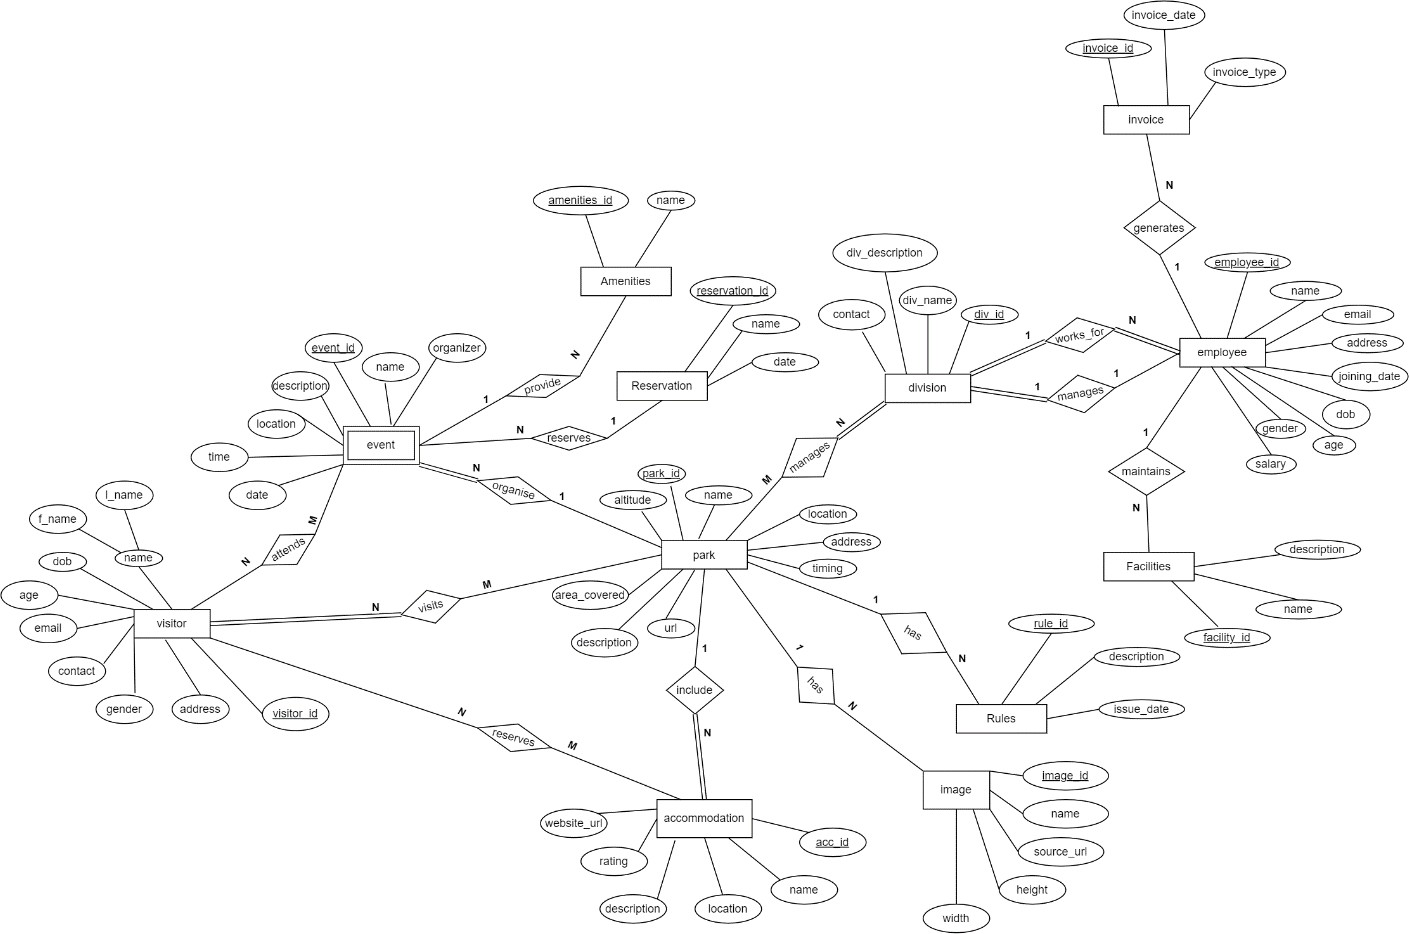 invoice_date
invoice_id
invoice_type
invoice
N
generates
1
amenities_id
name
Amenities
reservation_id
name
date
Reservation
div_description
contact
div_name
div_id
division
1
works_for
N
1
manages
1
employee_id
name
email
address
joining_date
dob
age
gender
salary
employee
event_id
name
organizer
description
location
time
date
event
1
provide
N
N
reserves
1
N
organise
1
M
attends
N
N
manages
M
1
maintains
N
Facilities
description
name
facility_id
l_name
f_name
name
dob
age
email
contact
gender
address
visitor_id
visitor
N
visits
M
park_id
altitude
name
location
address
timing
area_covered
description
url
park
1
has
N
rule_id
description
issue_date
Rules
1
include
N
1
has
N
N
reserves
M
image
image_id
name
source_url
height
width
accommodation
website_url
rating
description
location
name
acc_id